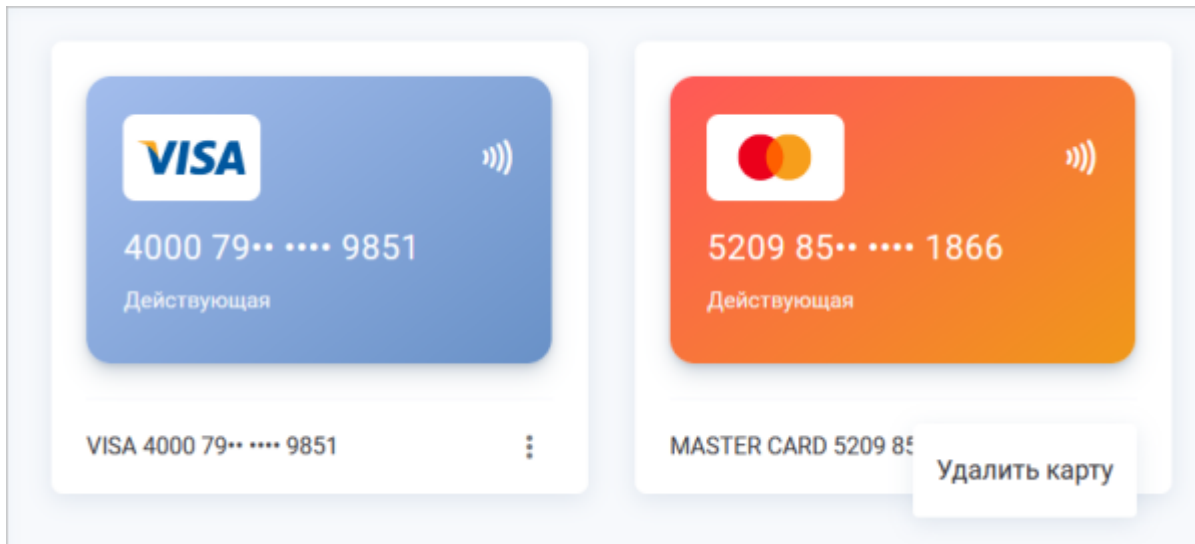 VISA
4000 79•• •••• 9851
Действующая
VISA 4000 79•• •••• 9851
5209 85•• •••• 1866
Действующая
MASTER CARD 5209 85
Удалить карту